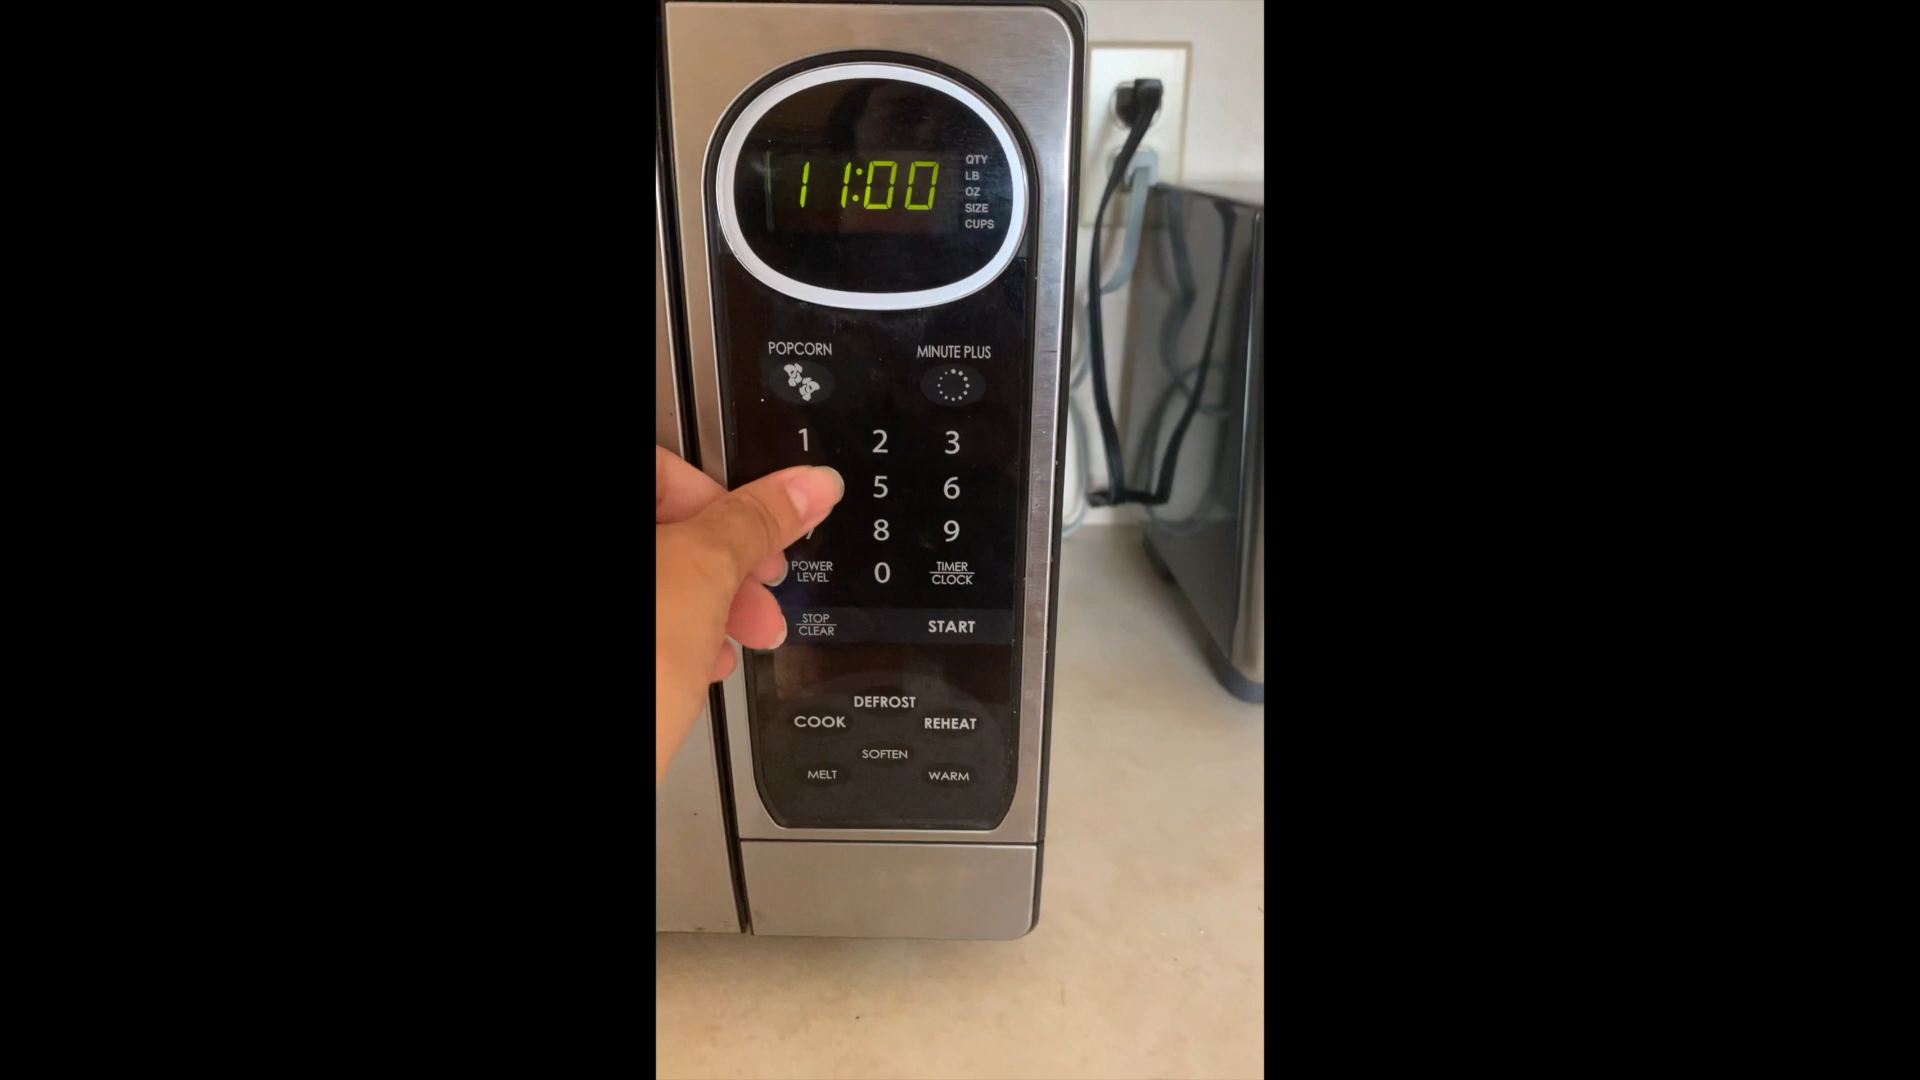 11:00
QTY
LB
OZ
SIZE
CUPS
POPCORN
MINUTE PLUS
1 2 3
5 6
8 9
POWER LEVEL
0
TIMER CLOCK
STOP CLEAR
START
DEFROST
COOK
REHEAT
SOFTEN
MELT
WARM